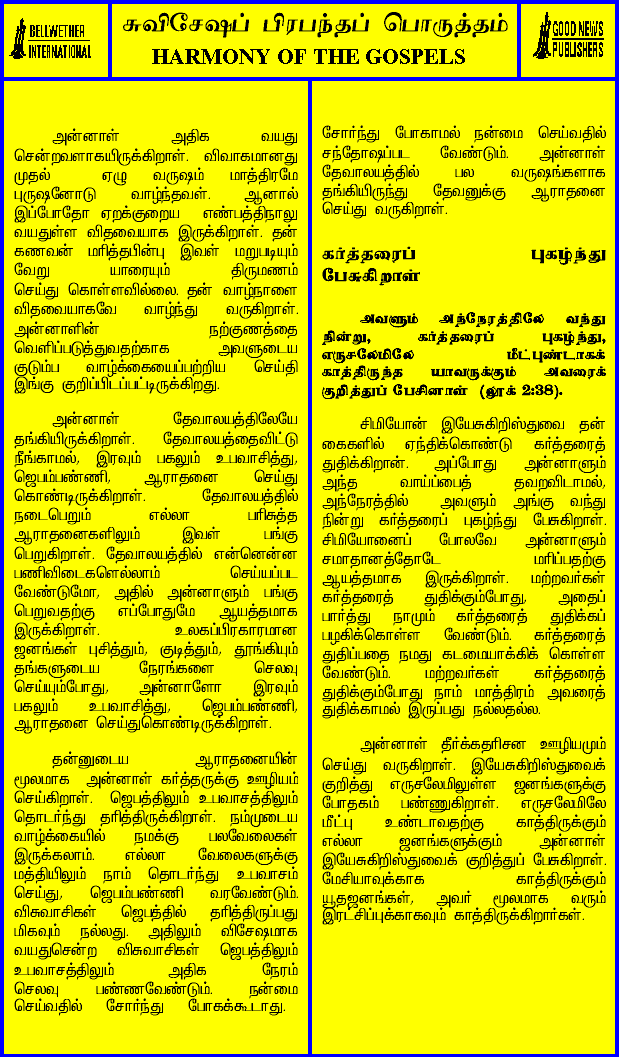 BELLWETHER
INTERNATIONAL
சுவிசேஷப் பிரபந்தப் பொருத்தம்
HARMONY OF THE GOSPELS
GOOD NEWS
PUBLISHERS
அன்னாள் அதிக வயது
சென்றவளாகயிருக்கிறாள். விவாகமானது
முதல் ஏழு வருஷம் மாத்திரமே
புருஷனோடு வாழ்ந்தவள். ஆனால்
இப்போதோ ஏறக்குறைய எண்பத்திநாலு
வயதுள்ள விதவையாக இருக்கிறாள். தன்
கணவன் மரித்தபின்பு இவள் மறுபடியும்
வேறு யாரையும் திருமணம்
செய்து கொள்ளவில்லை. தன் வாழ்நாளை
விதவையாகவே வாழ்ந்து வருகிறாள்.
அன்னாளின் நற்குணத்தை
வெளிப்படுத்துவதற்காக அவளுடைய
குடும்ப வாழ்க்கையைப்பற்றிய செய்தி
இங்கு குறிப்பிடப்பட்டிருக்கிறது.
அன்னாள் தேவாலயத்திலேயே
தங்கியிருக்கிறாள். தேவாலயத்தைவிட்டு
நீங்காமல், இரவும் பகலும் உபவாசித்து,
ஜெபம்பண்ணி, ஆராதனை செய்து
கொண்டிருக்கிறாள். தேவாலயத்தில்
நடைபெறும் எல்லா பரிசுத்த
ஆராதனைகளிலும் இவள் பங்கு
பெறுகிறாள். தேவாலயத்தில் என்னென்ன
பணிவிடைகளெல்லாம் செய்யப்பட
வேண்டுமோ, அதில் அன்னாளும் பங்கு
பெறுவதற்கு எப்போதுமே ஆயத்தமாக
இருக்கிறாள். உலகப்பிரகாரமான
ஜனங்கள் புசித்தும், குடித்தும், தூங்கியும்
தங்களுடைய நேரங்களை செலவு
செய்யும்போது, அன்னாளோ இரவும்
பகலும் உபவாசித்து, ஜெபம்பண்ணி,
ஆராதனை செய்துகொண்டிருக்கிறாள்.
தன்னுடைய ஆராதனையின்
மூலமாக அன்னாள் கர்த்தருக்கு ஊழியம்
செய்கிறாள். ஜெபத்திலும் உபவாசத்திலும்
தொடர்ந்து தரித்திருக்கிறாள். நம்முடைய
வாழ்க்கையில் நமக்கு பலவேலைகள்
இருக்கலாம். எல்லா வேலைகளுக்கு
மத்தியிலும் நாம் தொடர்ந்து உபவாசம்
செய்து, ஜெபம்பண்ணி வரவேண்டும்.
விசுவாசிகள் ஜெபத்தில் தரித்திருப்பது
மிகவும் நல்லது. அதிலும் விசேஷமாக
வயதுசென்ற விசுவாசிகள் ஜெபத்திலும்
உபவாசத்திலும் அதிக நேரம்
செலவு பண்ணவேண்டும். நன்மை
செய்வதில் சோர்ந்து போகக்கூடாது.
சோர்ந்து போகாமல் நன்மை செய்வதில்
சந்தோஷப்பட வேண்டும். அன்னாள்
தேவாலயத்தில் பல வருஷங்களாக
தங்கியிருந்து தேவனுக்கு ஆராதனை
செய்து வருகிறாள்.
கர்த்தரைப் புகழ்ந்து
பேசுகிறாள்
அவளும் அந்நேரத்திலே வந்து
நின்று, கர்த்தரைப் புகழ்ந்து,
எருசலேமிலே மீட்புண்டாகக்
காத்திருந்த யாவருக்கும் அவரைக்
குறித்துப் பேசினாள் (லூக் 2:38).
சிமியோன் இயேசுகிறிஸ்துவை தன்
கைகளில் ஏந்திக்கொண்டு கர்த்தரைத்
துதிக்கிறான். அப்போது அன்னாளும்
அந்த வாய்ப்பைத் தவறவிடாமல்,
அந்நேரத்தில் அவளும் அங்கு வந்து
நின்று கர்த்தரைப் புகழ்ந்து பேசுகிறாள்.
சிமியோனைப் போலவே அன்னாளும்
சமாதானத்தோடே மரிப்பதற்கு
ஆயத்தமாக இருக்கிறாள். மற்றவர்கள்
கர்த்தரைத் துதிக்கும்போது, அதைப்
பார்த்து நாமும் கர்த்தரைத் துதிக்கப்
பழகிக்கொள்ள வேண்டும். கர்த்தரைத்
துதிப்பதை நமது கடமையாக்கிக் கொள்ள
வேண்டும். மற்றவர்கள் கர்த்தரைத்
துதிக்கும்போது நாம் மாத்திரம் அவரைத்
துதிக்காமல் இருப்பது நல்லதல்ல.
அன்னாள் தீர்க்கதரிசன ஊழியமும்
செய்து வருகிறாள். இயேசுகிறிஸ்துவைக்
குறித்து எருசலேமிலுள்ள ஜனங்களுக்கு
போதகம் பண்ணுகிறாள். எருசலேமிலே
மீட்பு உண்டாவதற்கு காத்திருக்கும்
எல்லா ஜனங்களுக்கும் அன்னாள்
இயேசுகிறிஸ்துவைக் குறித்துப் பேசுகிறாள்.
மேசியாவுக்காக காத்திருக்கும்
யூதஜனங்கள், அவர் மூலமாக வரும்
இரட்சிப்புக்காகவும் காத்திருக்கிறார்கள்.